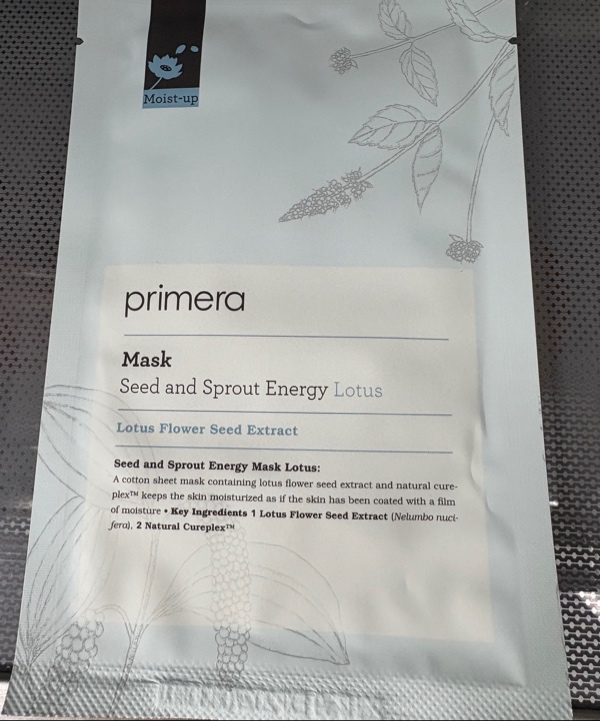 Moist-up
primera
Mask
Seed and Sprout Energy Lotus
Lotus Flower Seed Extract
Seed and Sprout Energy Mask Lotus:
A cotton sheet mask containing lotus flower seed extract and natural cure-
plex™ keeps the skin moisturized as if the skin has been coated with a film
of moisture • Key Ingredients 1 Lotus Flower Seed Extract (Nelumbo nuci-
fera), 2 Natural Cureplex™